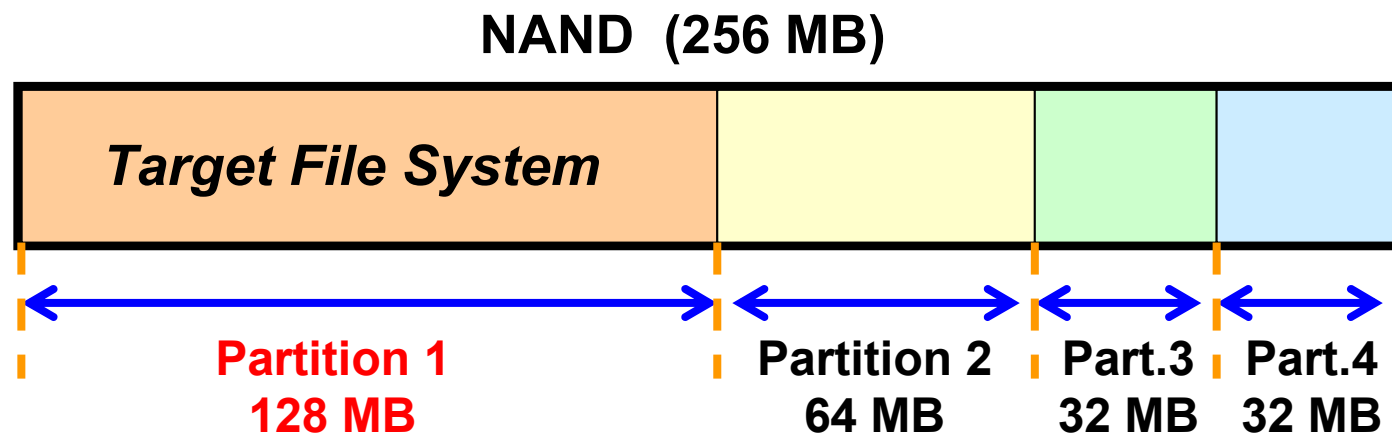 NAND (256 MB)
Target File System
Partition 1
128 MB
Partition 2
64 MB
Part.3
32 MB
Part.4
32 MB